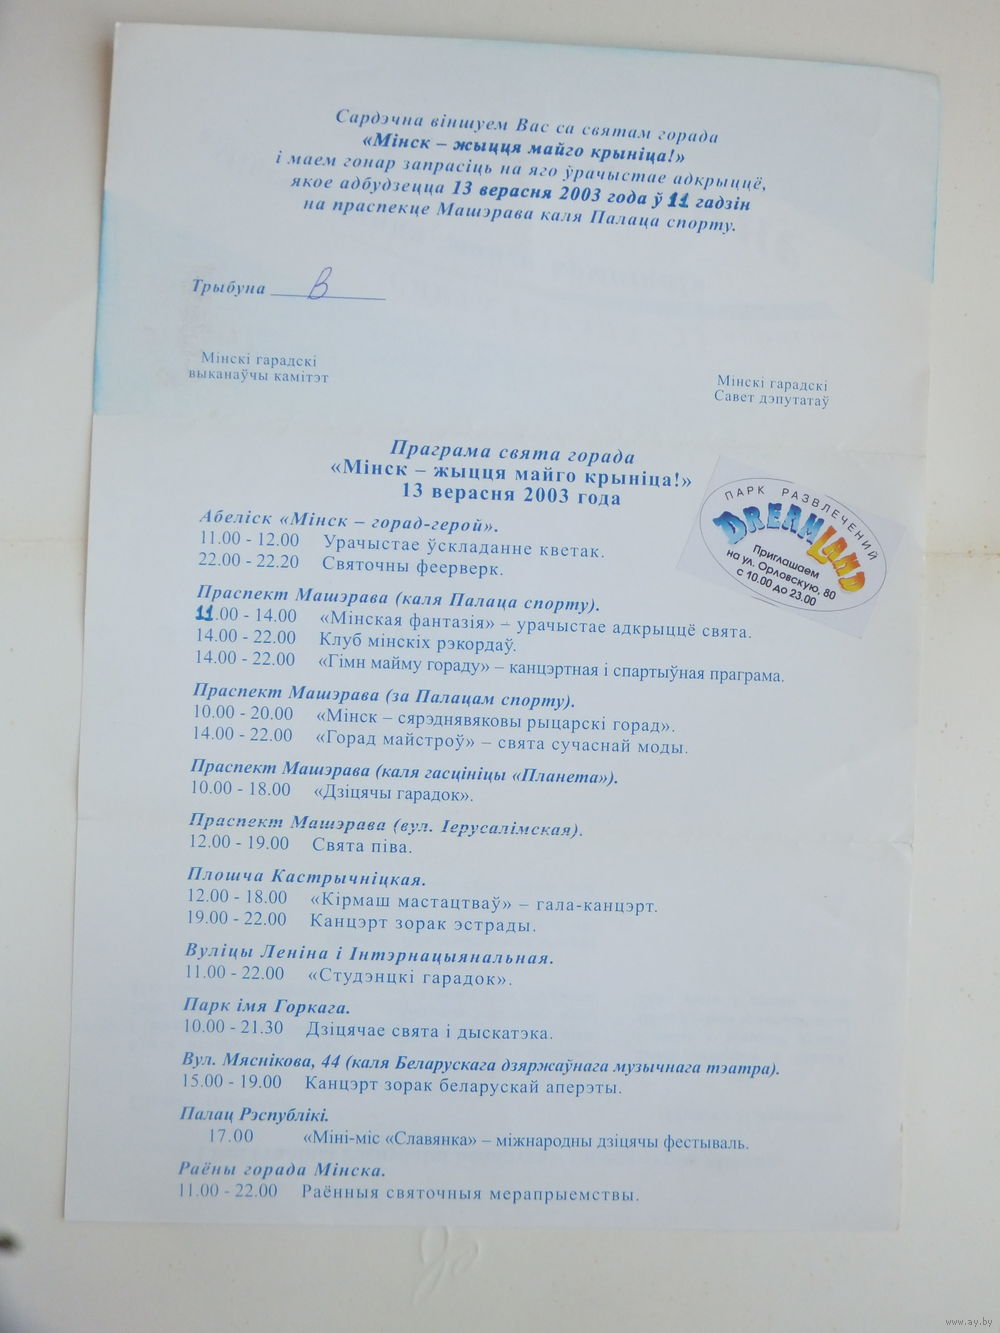 Сардэчна віншуем Вас са святам горада
«Мінск – жыцця майго крыніца!»
і маем гонар запрасіць на яго ўрачыстае адкрыццё,
якое адбудзецца 13 верасня 2003 года ў 11 гадзін
на праспекце Машэрава каля Палаца спорту.
Трыбуна В
Мінскі гарадскі
выканаўчы камітэт
Мінскі гарадскі
Савет дэпутатаў
Праграма свята горада
«Мінск – жыцця майго крыніца!»
13 верасня 2003 года
ПАРК РАЗВЛЕЧЕНИЙ
DREAMLAND
Приглашаем
на ул. Орловскую, 80
с 10.00 до 23.00
Абеліск «Мінск – горад-герой».
11.00 - 12.00 Урачыстае ўскладанне кветак.
22.00 - 22.20 Святочны феерверк.
Праспект Машэрава (каля Палаца спорту).
11.00 - 14.00 «Мінская фантазія» – урачыстае адкрыццё свята.
14.00 - 22.00 Клуб мінскіх рэкордаў.
14.00 - 22.00 «Гімн майму гораду» – канцэртная і спартыўная праграма.
Праспект Машэрава (за Палацам спорту).
10.00 - 20.00 «Мінск – сярэднявяковы рыцарскі горад».
14.00 - 22.00 «Горад майстроў» – свята сучаснай моды.
Праспект Машэрава (каля гасцініцы «Планета»).
10.00 - 18.00 «Дзіцячы гарадок».
Праспект Машэрава (вул. Іерусалімская).
12.00 - 19.00 Свята піва.
Плошча Кастрычніцкая.
12.00 - 18.00 «Кірмаш мастацтваў» – гала-канцэрт.
19.00 - 22.00 Канцэрт зорак эстрады.
Вуліцы Леніна і Інтэрнацыянальная.
11.00 - 22.00 «Студэнцкі гарадок».
Парк імя Горкага.
10.00 - 21.30 Дзіцячае свята і дыскатэка.
Вул. Мяснікова, 44 (каля Беларускага дзяржаўнага музычнага тэатра).
15.00 - 19.00 Канцэрт зорак беларускай аперэты.
Палац Рэспублікі.
17.00 «Міні-міс «Славянка» – міжнародны дзіцячы фестываль.
Раёны горада Мінска.
11.00 - 22.00 Раённыя святочныя мерапрыемствы.
www.ay.by